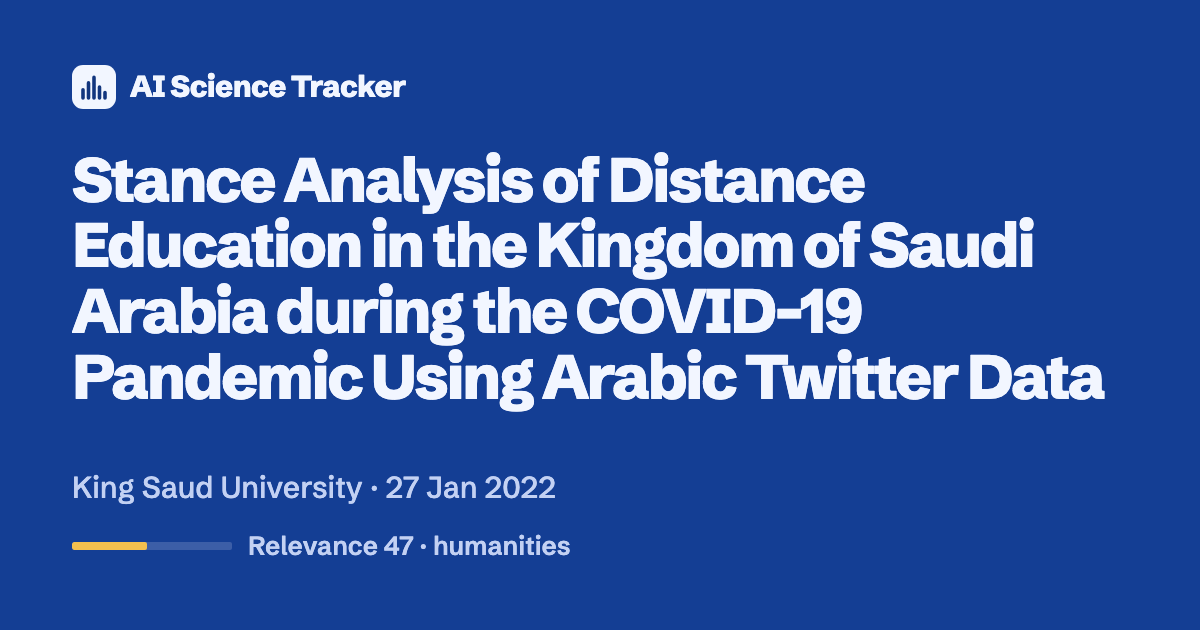 AI Science Tracker
Stance Analysis of Distance
Education in the Kingdom of Saudi
Arabia during the COVID-19
Pandemic Using Arabic Twitter Data
King Saud University · 27 Jan 2022
Relevance 47 · humanities